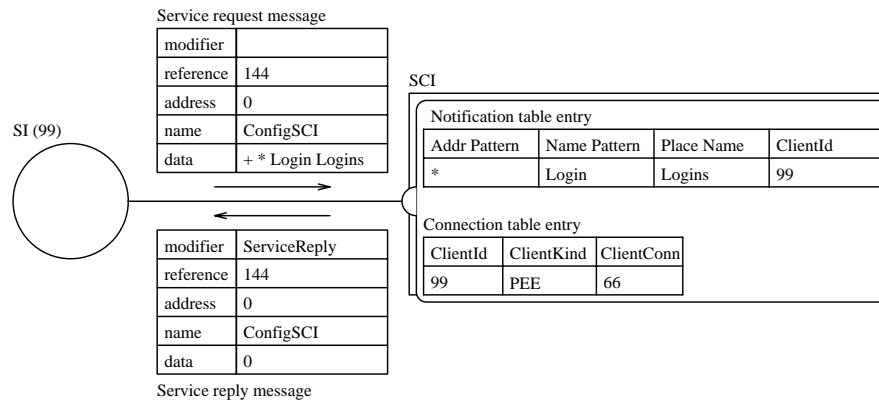 Service request message
modifier
reference 144
address 0
name ConfigSCI
data + * Login Logins
SI (99)
SCI
Notification table entry
Addr Pattern Name Pattern Place Name ClientId
* Login Logins 99
Connection table entry
ClientId ClientKind ClientConn
99 PEE 66
modifier ServiceReply
reference 144
address 0
name ConfigSCI
data 0
Service reply message